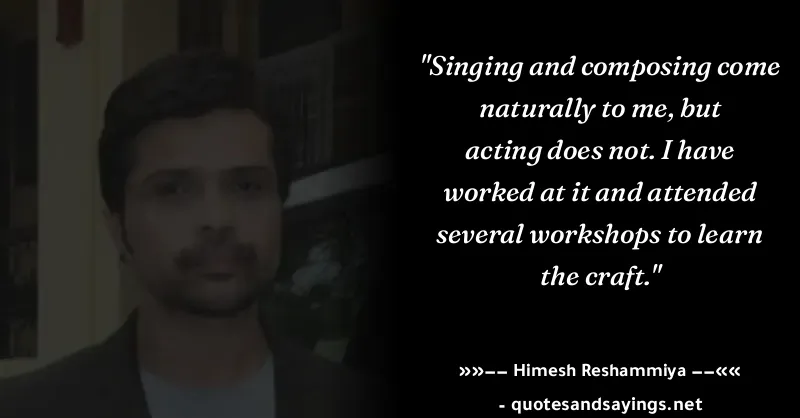 "Singing and composing come
naturally to me, but
acting does not. I have
worked at it and attended
several workshops to learn
the craft."
»»−− Himesh Reshammiya −−««
- quotesandsayings.net